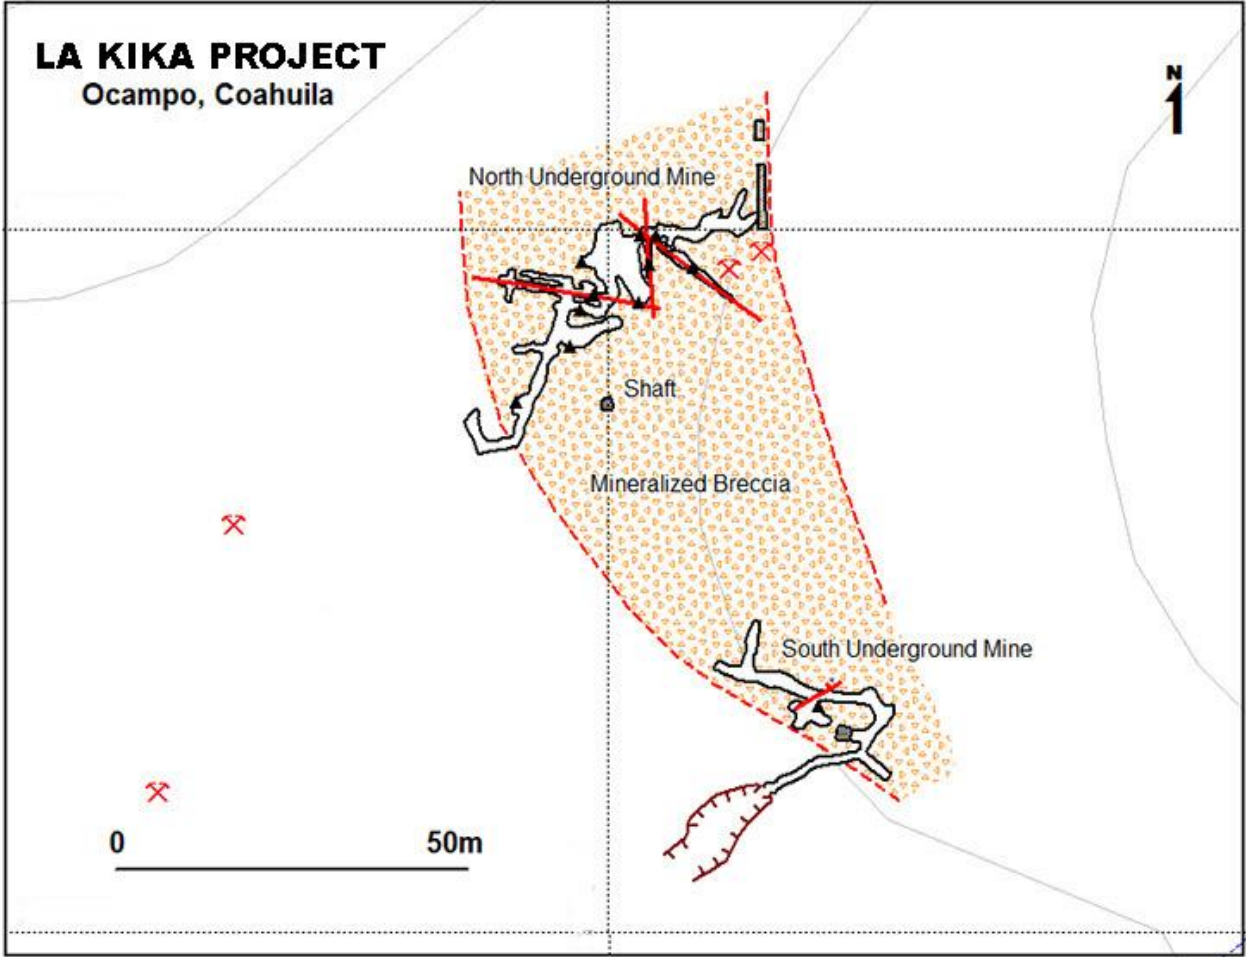 LA KIKA PROJECT
Ocampo, Coahuila
N
North Underground Mine
Shaft
Mineralized Breccia
South Underground Mine
0 50m